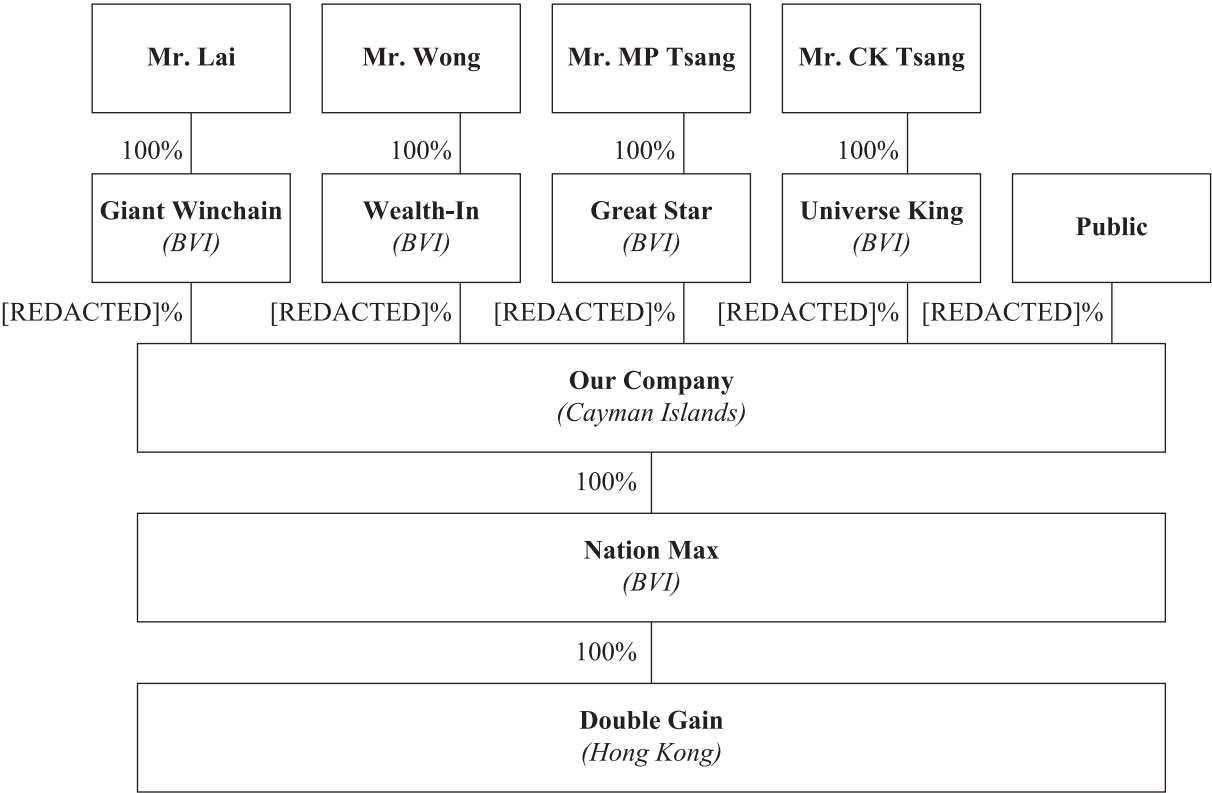 Mr. Lai
Mr. Wong
Mr. MP Tsang
Mr. CK Tsang
100%
100%
100%
100%
Giant Winchain
(BVI)
Wealth-In
(BVI)
Great Star
(BVI)
Universe King
(BVI)
Public
[REDACTED]%
[REDACTED]%
[REDACTED]%
[REDACTED]%
[REDACTED]%
Our Company
(Cayman Islands)
100%
Nation Max
(BVI)
100%
Double Gain
(Hong Kong)